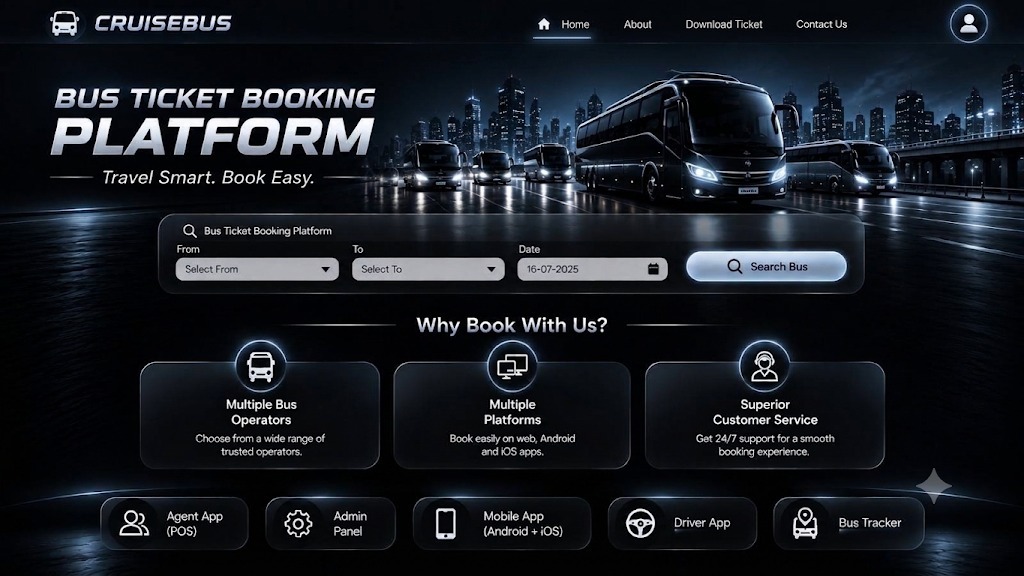 CRUISEBUS
Home
About
Download Ticket
Contact Us
BUS TICKET BOOKING
PLATFORM
Travel Smart. Book Easy.
Bus Ticket Booking Platform
From
To
Date
Select From
Select To
16-07-2025
Search Bus
Why Book With Us?
Multiple Bus
Operators
Choose from a wide range of
trusted operators.
Multiple
Platforms
Book easily on web, Android
and iOS apps.
Superior
Customer Service
Get 24/7 support for a smooth
booking experience.
Agent App
(POS)
Admin
Panel
Mobile App
(Android + iOS)
Driver App
Bus Tracker